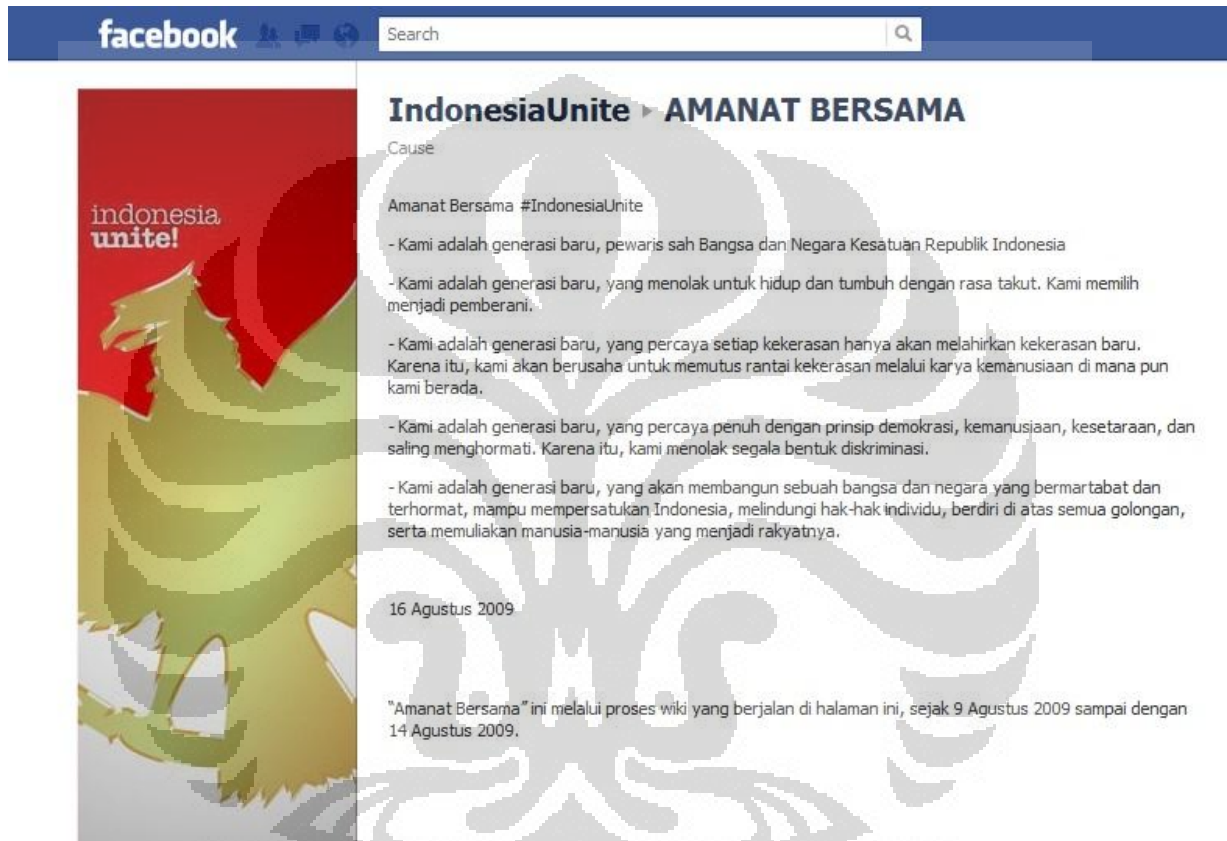 facebook
Search
indonesia
unite!
IndonesiaUnite ▸ AMANAT BERSAMA
Cause
Amanat Bersama #IndonesiaUnite
- Kami adalah generasi baru, pewaris sah Bangsa dan Negara Kesatuan Republik Indonesia
- Kami adalah generasi baru, yang menolak untuk hidup dan tumbuh dengan rasa takut. Kami memilih
menjadi pemberani.
- Kami adalah generasi baru, yang percaya setiap kekerasan hanya akan melahirkan kekerasan baru.
Karena itu, kami akan berusaha untuk memutus rantai kekerasan melalui karya kemanusiaan di mana pun
kami berada.
- Kami adalah generasi baru, yang percaya penuh dengan prinsip demokrasi, kemanusiaan, kesetaraan, dan
saling menghormati. Karena itu, kami menolak segala bentuk diskriminasi.
- Kami adalah generasi baru, yang akan membangun sebuah bangsa dan negara yang bermartabat dan
terhormat, mampu mempersatukan Indonesia, melindungi hak-hak individu, berdiri di atas semua golongan,
serta memuliakan manusia-manusia yang menjadi rakyatnya.
16 Agustus 2009
"Amanat Bersama" ini melalui proses wiki yang berjalan di halaman ini, sejak 9 Agustus 2009 sampai dengan
14 Agustus 2009.